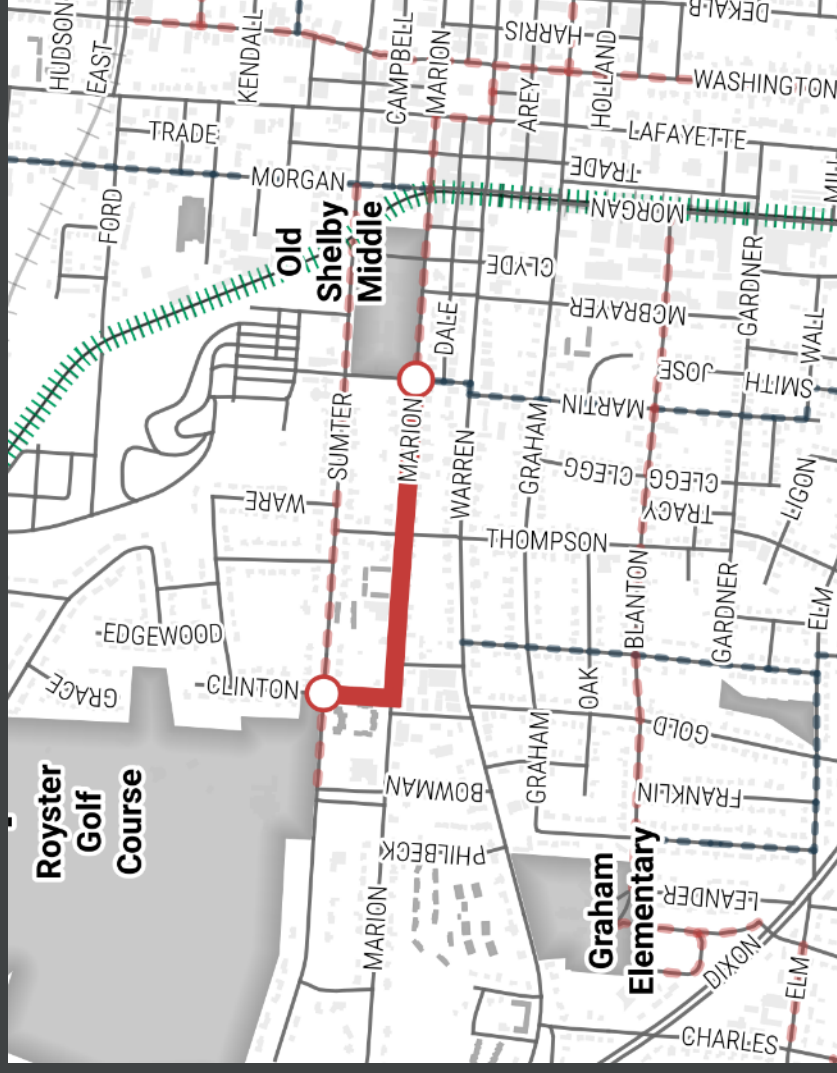 DEKALB
HARRIS
HUDSON
EAST
KENDALL
CAMPBELL
MARION
AREY
HOLLAND
WASHINGTON
TRADE
LAFAYETTE
TRADE
MORGAN
MORGAN
FORD
Old
Shelby
Middle
CLYDE
GARDNER
MCBRAYER
DALE
WALL
JOSE
SMITH
MARTIN
SUMTER
MARION
WARREN
GRAHAM
CLEGG
CLEGG
WARE
TRACY
LIGON
THOMPSON
BLANTON
GARDNER
ELM
EDGEWOOD
GRACE
CLINTON
OAK
GOLD
GRAHAM
BOWMAN
FRANKLIN
Royster
Golf
Course
PHILBECK
Graham
Elementary
LEANDER
MARION
DIXON
ELM
CHARLES